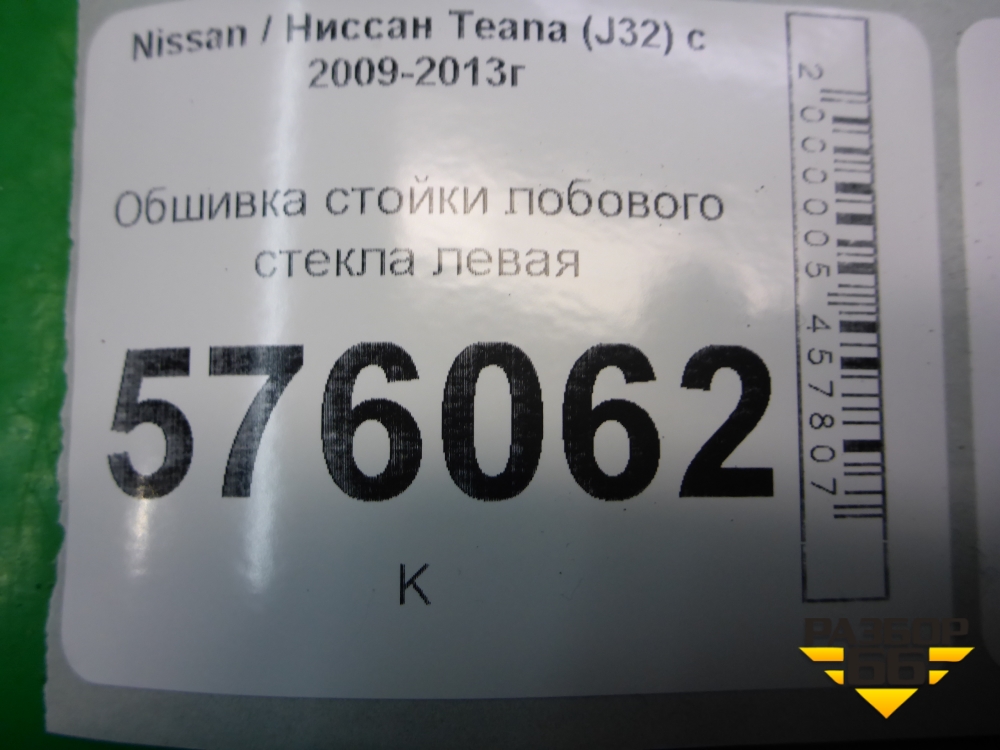 Nissan / Ниссан Teana (J32) с
2009-2013г
Обшивка стойки лобового
стекла левая
576062
К
2000005457807
РАЗБОР
66